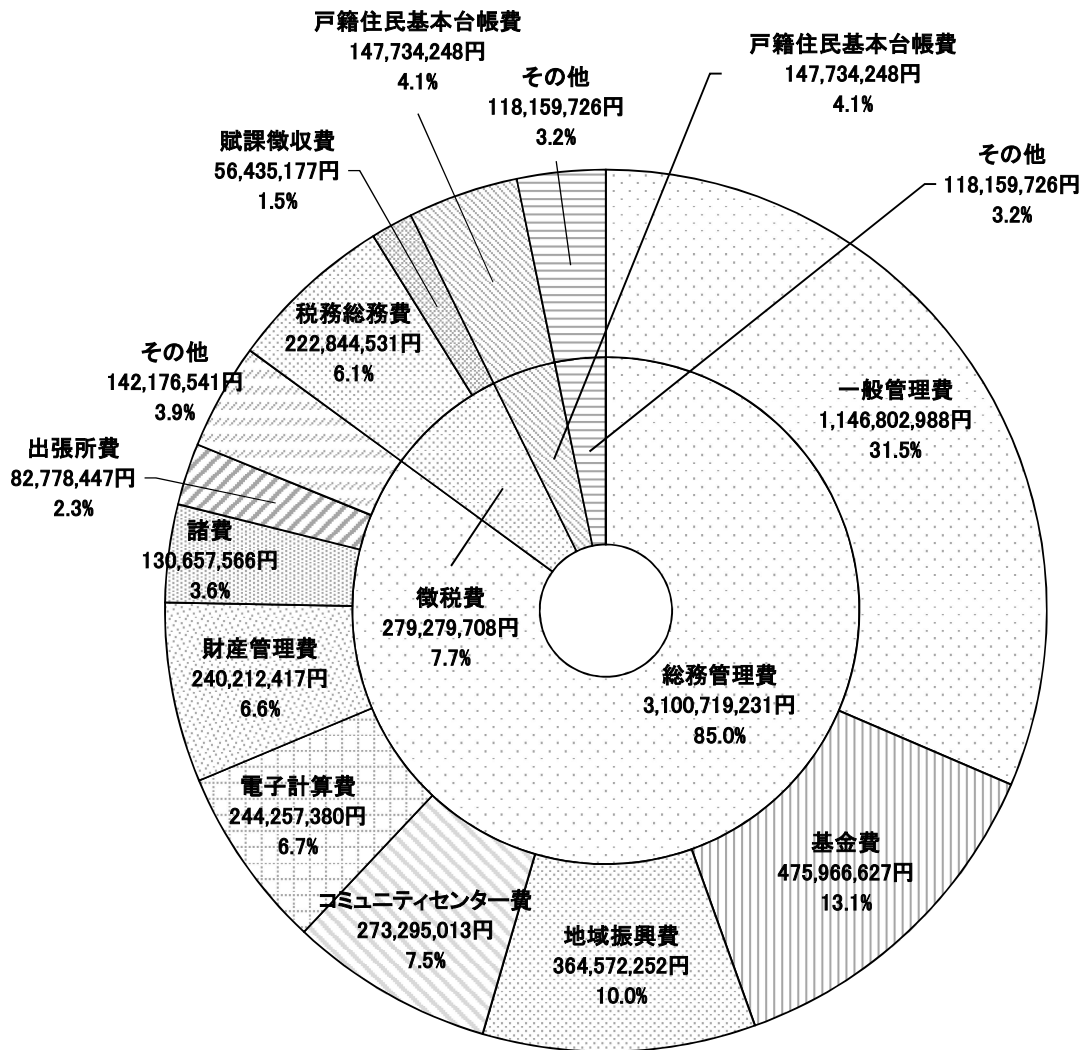 戸籍住民基本台帳費
147,734,248円
4.1%
戸籍住民基本台帳費
147,734,248円
4.1%
その他
118,159,726円
3.2%
賦課徴収費
56,435,177円
1.5%
その他
118,159,726円
3.2%
税務総務費
222,844,531円
6.1%
その他
142,176,541円
3.9%
一般管理費
1,146,802,988円
31.5%
出張所費
82,778,447円
2.3%
諸費
130,657,566円
3.6%
徴税費
279,279,708円
7.7%
財産管理費
240,212,417円
6.6%
総務管理費
3,100,719,231円
85.0%
電子計算費
244,257,380円
6.7%
基金費
475,966,627円
13.1%
コミュニティセンター費
273,295,013円
7.5%
地域振興費
364,572,252円
10.0%